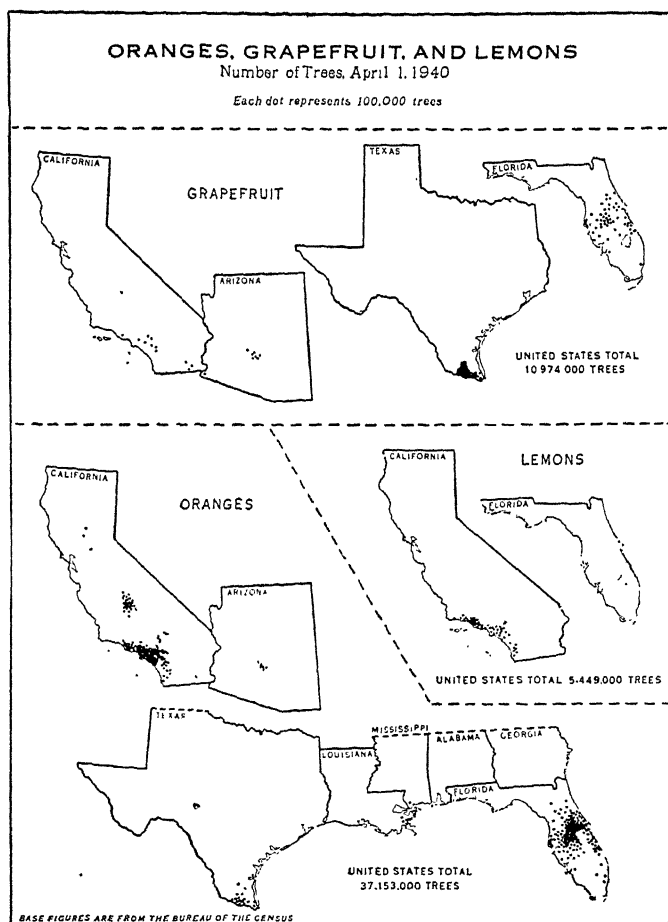 ORANGES, GRAPEFRUIT, AND LEMONS
Number of Trees, April 1, 1940
Each dot represents 100,000 trees
CALIFORNIA
TEXAS
FLORIDA
GRAPEFRUIT
ARIZONA
UNITED STATES TOTAL
10 974 000 TREES
CALIFORNIA
LEMONS
CALIFORNIA
ORANGES
FLORIDA
ARIZONA
UNITED STATES TOTAL 5,449,000 TREES
TEXAS
MISSISSIPPI
ALABAMA
GEORGIA
LOUISIANA
FLORIDA
UNITED STATES TOTAL
37,153,000 TREES
BASE FIGURES ARE FROM THE BUREAU OF THE CENSUS